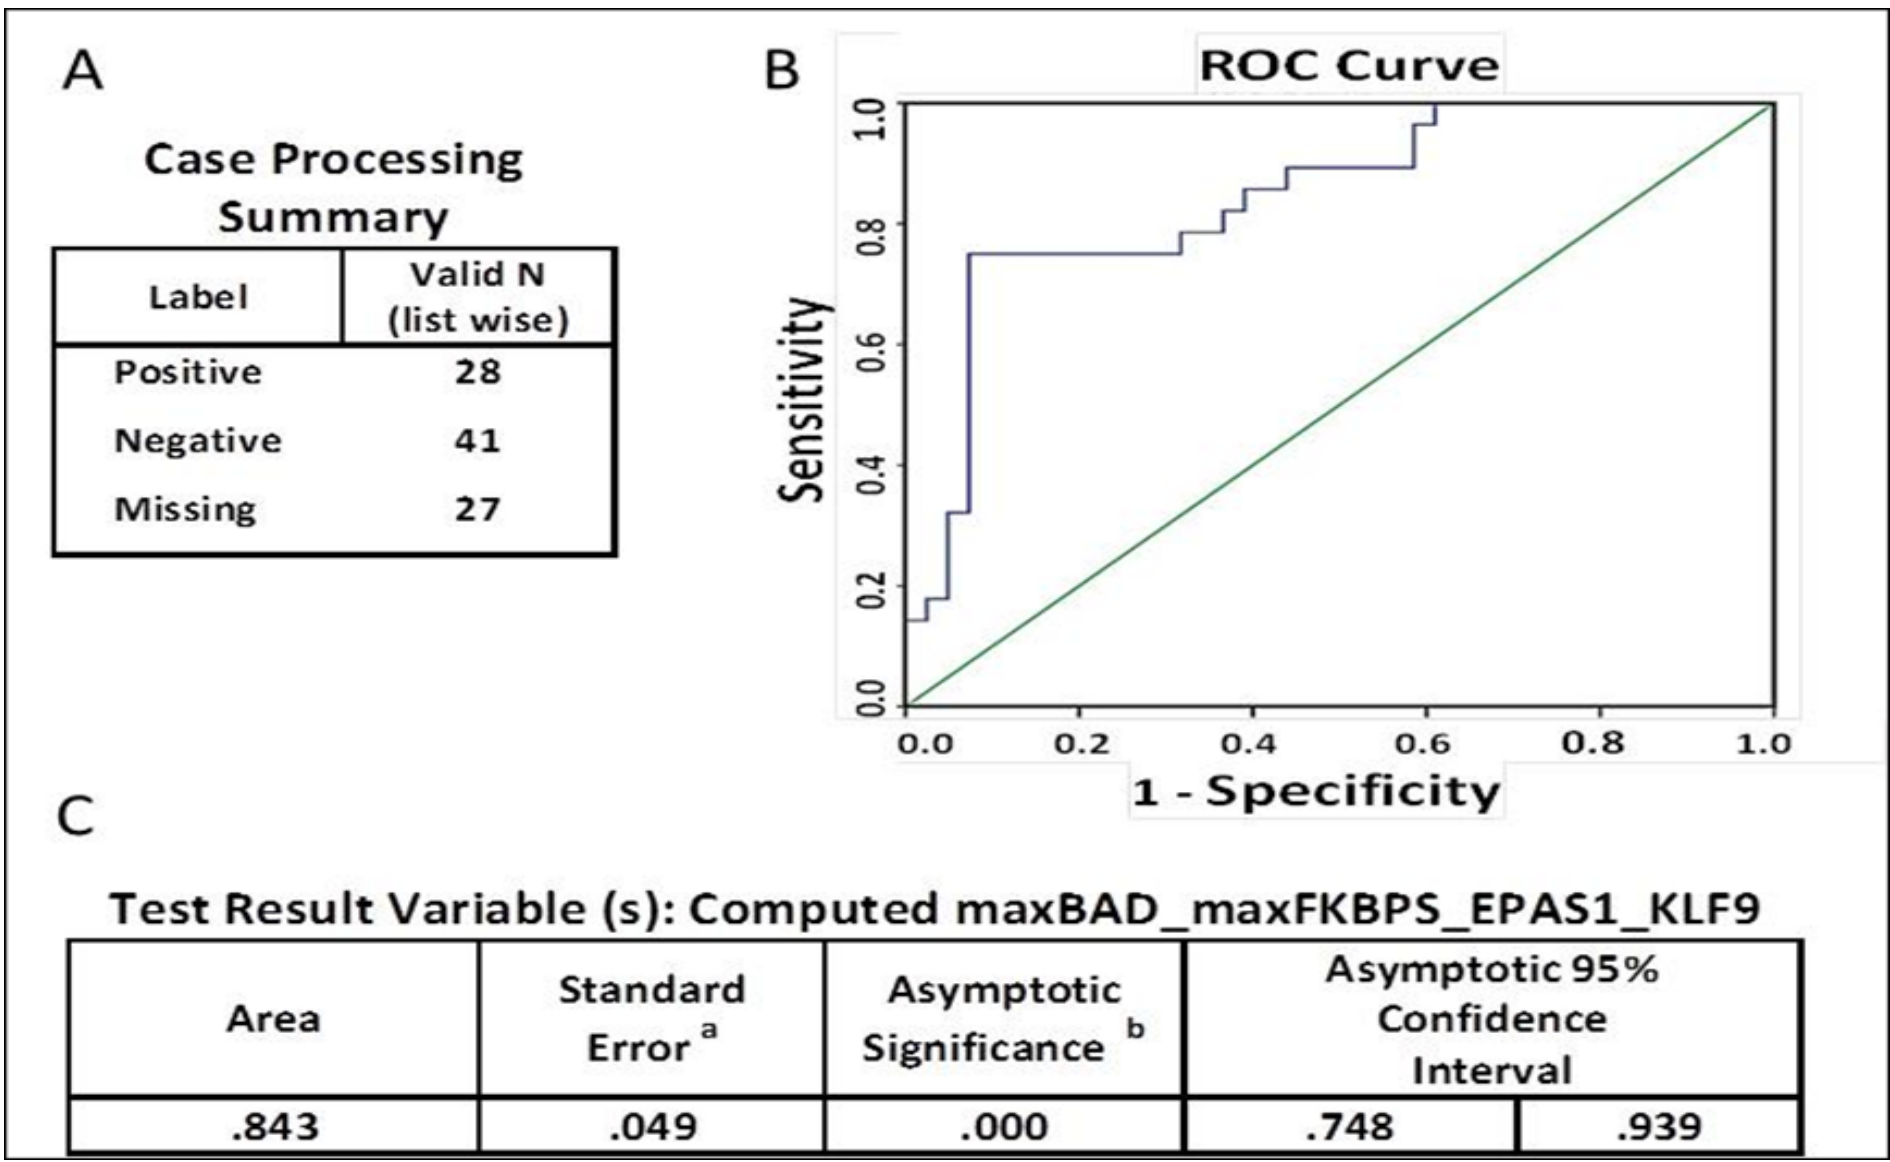 A
Case Processing
Summary
Label
Valid N
(list wise)
Positive 28
Negative 41
Missing 27
B
ROC Curve
Sensitivity
1.0
0.8
0.6
0.4
0.2
0.0
0.0 0.2 0.4 0.6 0.8 1.0
1 - Specificity
C
Test Result Variable (s): Computed maxBAD_maxFKBPS_EPAS1_KLF9
Area
Standard
Error a
Asymptotic
Significance b
Asymptotic 95%
Confidence
Interval
.843 .049 .000 .748 .939